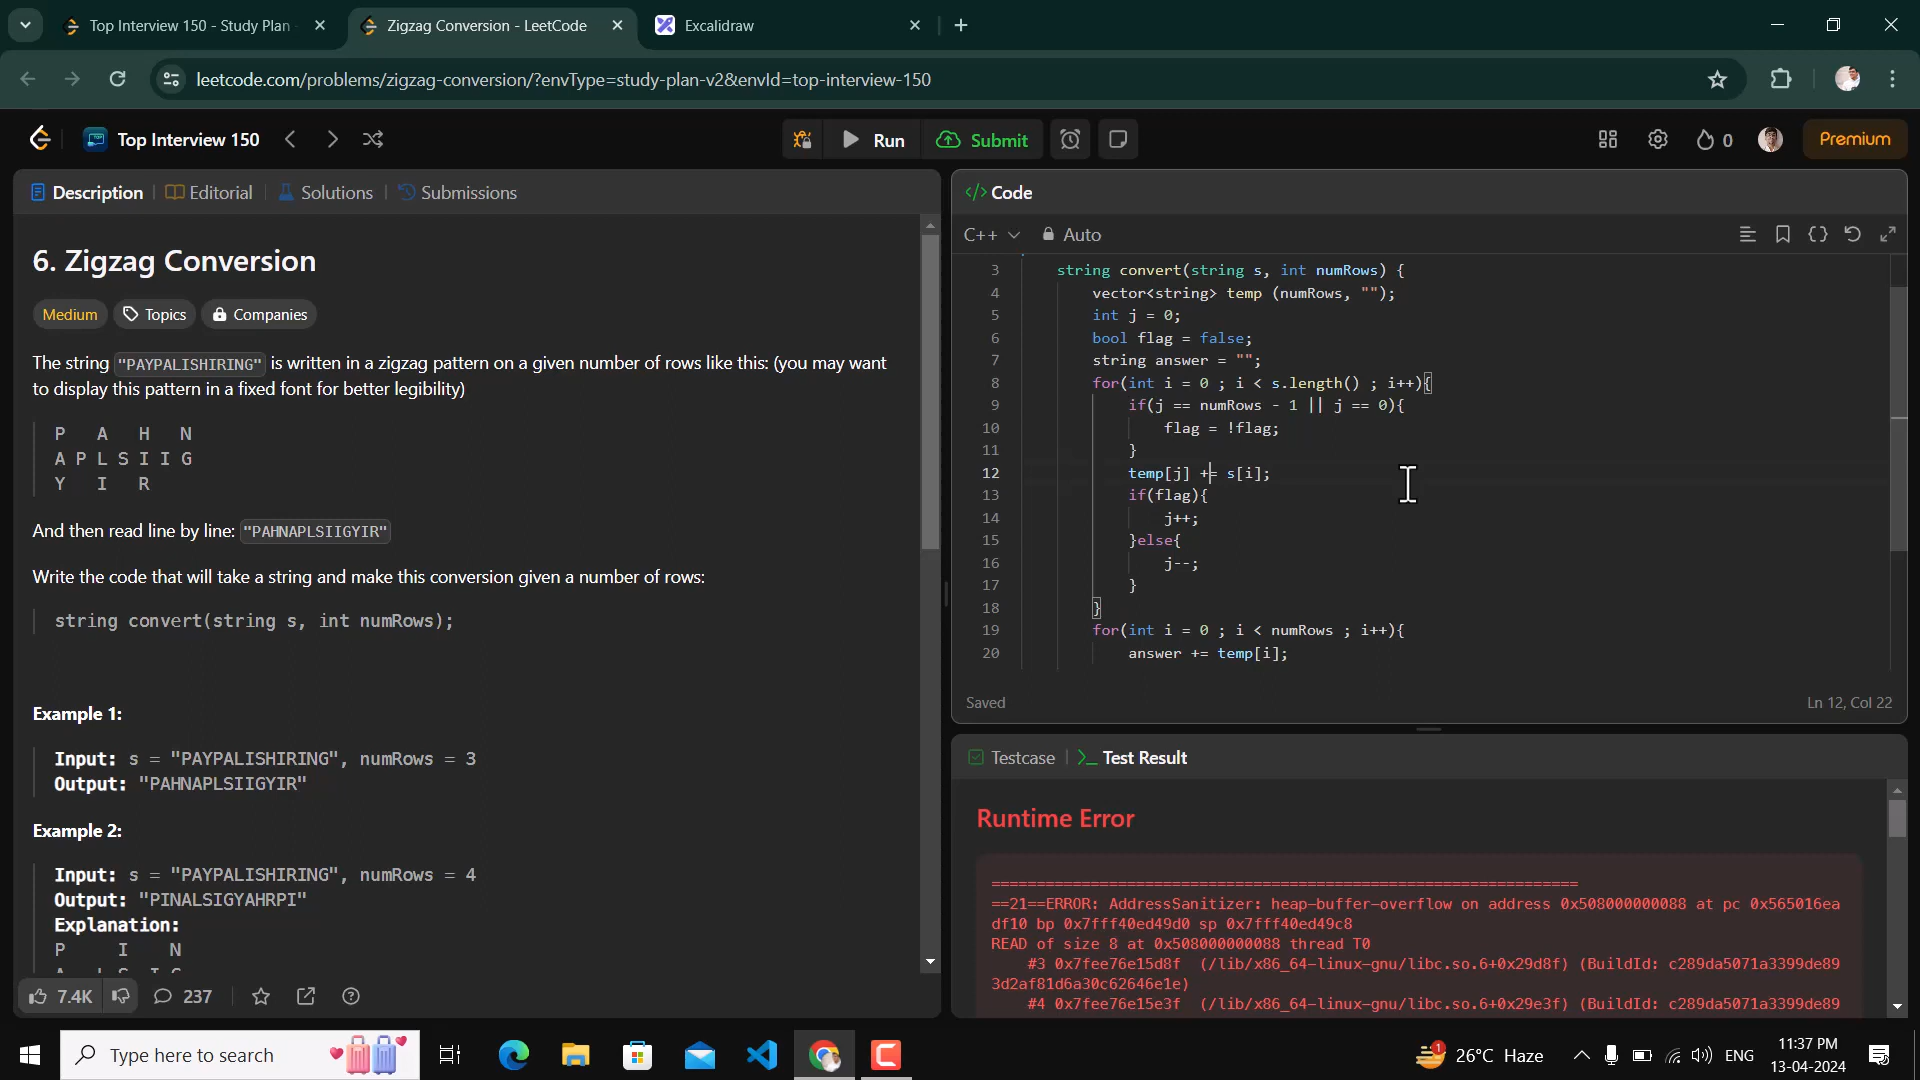 Top Interview 150 - Study Plan -
Zigzag Conversion - LeetCode
Excalidraw
leetcode.com/problems/zigzag-conversion/?envType=study-plan-v2&envId=top-interview-150
Top Interview 150
Run
Submit
0
Premium
Description
Editorial
Solutions
Submissions
6. Zigzag Conversion
Medium
Topics
Companies
The string "PAYPALISHIRING" is written in a zigzag pattern on a given number of rows like this: (you may want
to display this pattern in a fixed font for better legibility)
P A H N
A P L S I I G
Y I R
And then read line by line: "PAHNAPLSIIGYIR"
Write the code that will take a string and make this conversion given a number of rows:
string convert(string s, int numRows);
Example 1:
Input: s = "PAYPALISHIRING", numRows = 3
Output: "PAHNAPLSIIGYIR"
Example 2:
Input: s = "PAYPALISHIRING", numRows = 4
Output: "PINALSIGYAHRPI"
Explanation:
P I N
7.4K
237
</> Code
C++
Auto
3 string convert(string s, int numRows) {
4 vector<string> temp (numRows, "");
5 int j = 0;
6 bool flag = false;
7 string answer = "";
8 for(int i = 0 ; i < s.length() ; i++){
9 if(j == numRows - 1 || j == 0){
10 flag = !flag;
11 }
12 temp[j] += s[i];
13 if(flag){
14 j++;
15 }else{
16 j--;
17 }
18 }
19 for(int i = 0 ; i < numRows ; i++){
20 answer += temp[i];
Saved
Ln 12, Col 22
Testcase
Test Result
Runtime Error
=================================================================
==21==ERROR: AddressSanitizer: heap-buffer-overflow on address 0x508000000088 at pc 0x565016ea
df10 bp 0x7fff40ed49d0 sp 0x7fff40ed49c8
READ of size 8 at 0x508000000088 thread T0
#3 0x7fee76e15d8f (/lib/x86_64-linux-gnu/libc.so.6+0x29d8f) (BuildId: c289da5071a3399de89
3d2af81d6a30c62646e1e)
#4 0x7fee76e15e3f (/lib/x86_64-linux-gnu/libc.so.6+0x29e3f) (BuildId: c289da5071a3399de89
Type here to search
1
26°C Haze
ENG
11:37 PM
13-04-2024